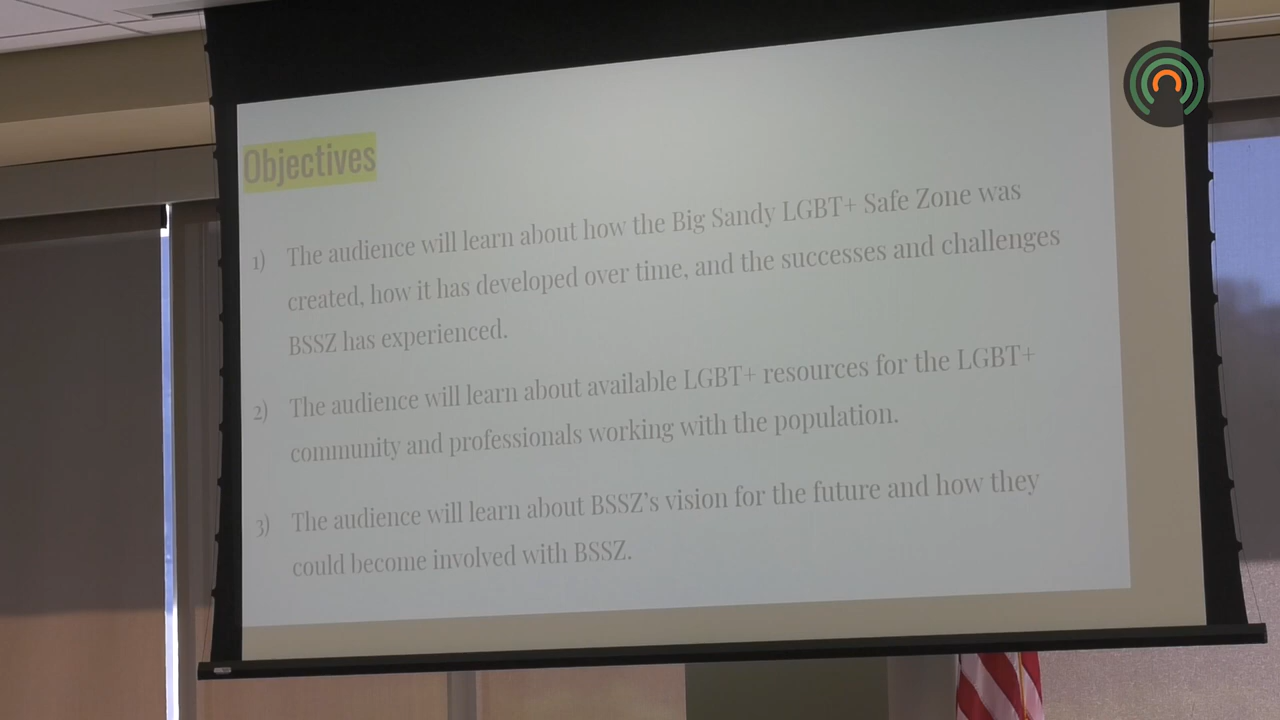 Objectives
1) The audience will learn about how the Big Sandy LGBT+ Safe Zone was
created, how it has developed over time, and the successes and challenges
BSSZ has experienced.
2) The audience will learn about available LGBT+ resources for the LGBT+
community and professionals working with the population.
3) The audience will learn about BSSZ’s vision for the future and how they
could become involved with BSSZ.